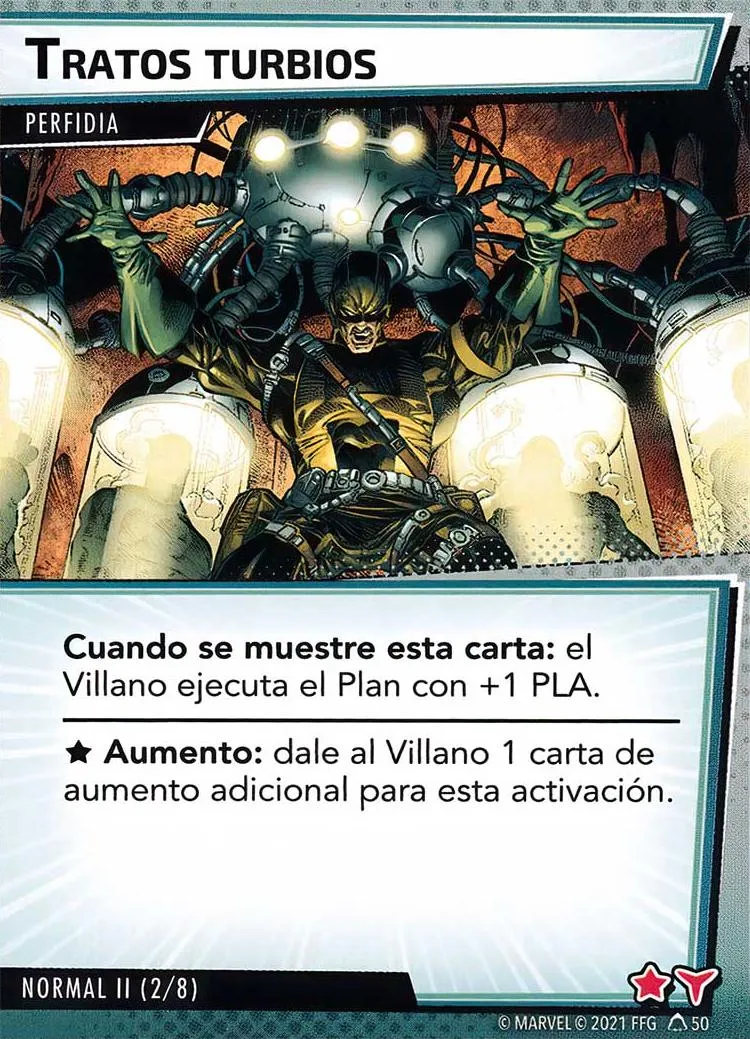 TRATOS TURBIOS
PERFIDIA
Cuando se muestre esta carta: el
Villano ejecuta el Plan con +1 PLA.
★ Aumento: dale al Villano 1 carta de
aumento adicional para esta activación.
NORMAL II (2/8)
© MARVEL © 2021 FFG 50